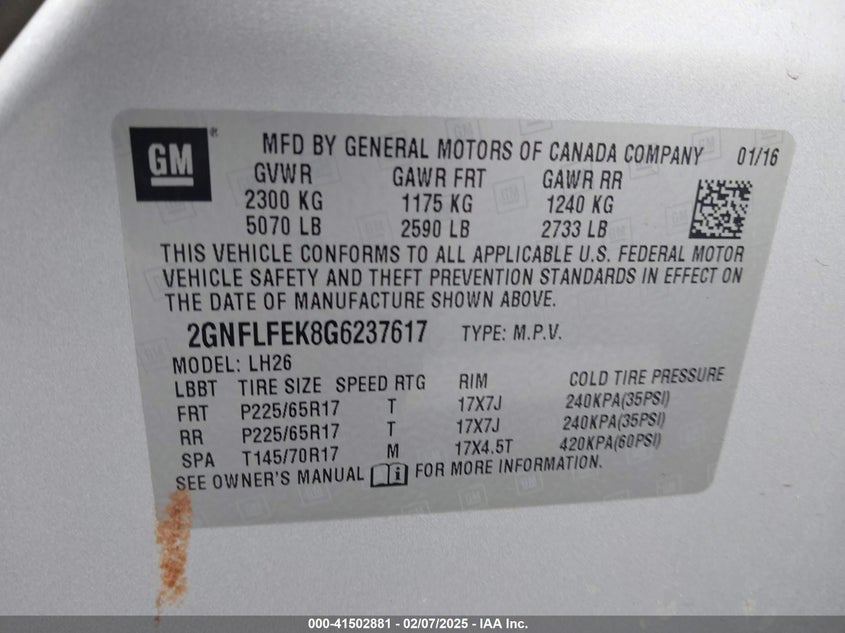 GM ® MFD BY GENERAL MOTORS OF CANADA COMPANY 01/16
GVWR GAWR FRT GAWR RR
2300 KG 1175 KG 1240 KG
5070 LB 2590 LB 2733 LB
THIS VEHICLE CONFORMS TO ALL APPLICABLE U.S. FEDERAL MOTOR
VEHICLE SAFETY AND THEFT PREVENTION STANDARDS IN EFFECT ON
THE DATE OF MANUFACTURE SHOWN ABOVE.
2GNFLFEK8G6237617 TYPE: M.P.V.
MODEL: LH26
LBBT TIRE SIZE SPEED RTG RIM COLD TIRE PRESSURE
FRT P225/65R17 T 17X7J 240KPA(35PSI)
RR P225/65R17 T 17X7J 240KPA(35PSI)
SPA T145/70R17 M 17X4.5T 420KPA(60PSI)
SEE OWNER'S MANUAL i FOR MORE INFORMATION.
000-41502881 - 02/07/2025 - IAA Inc.